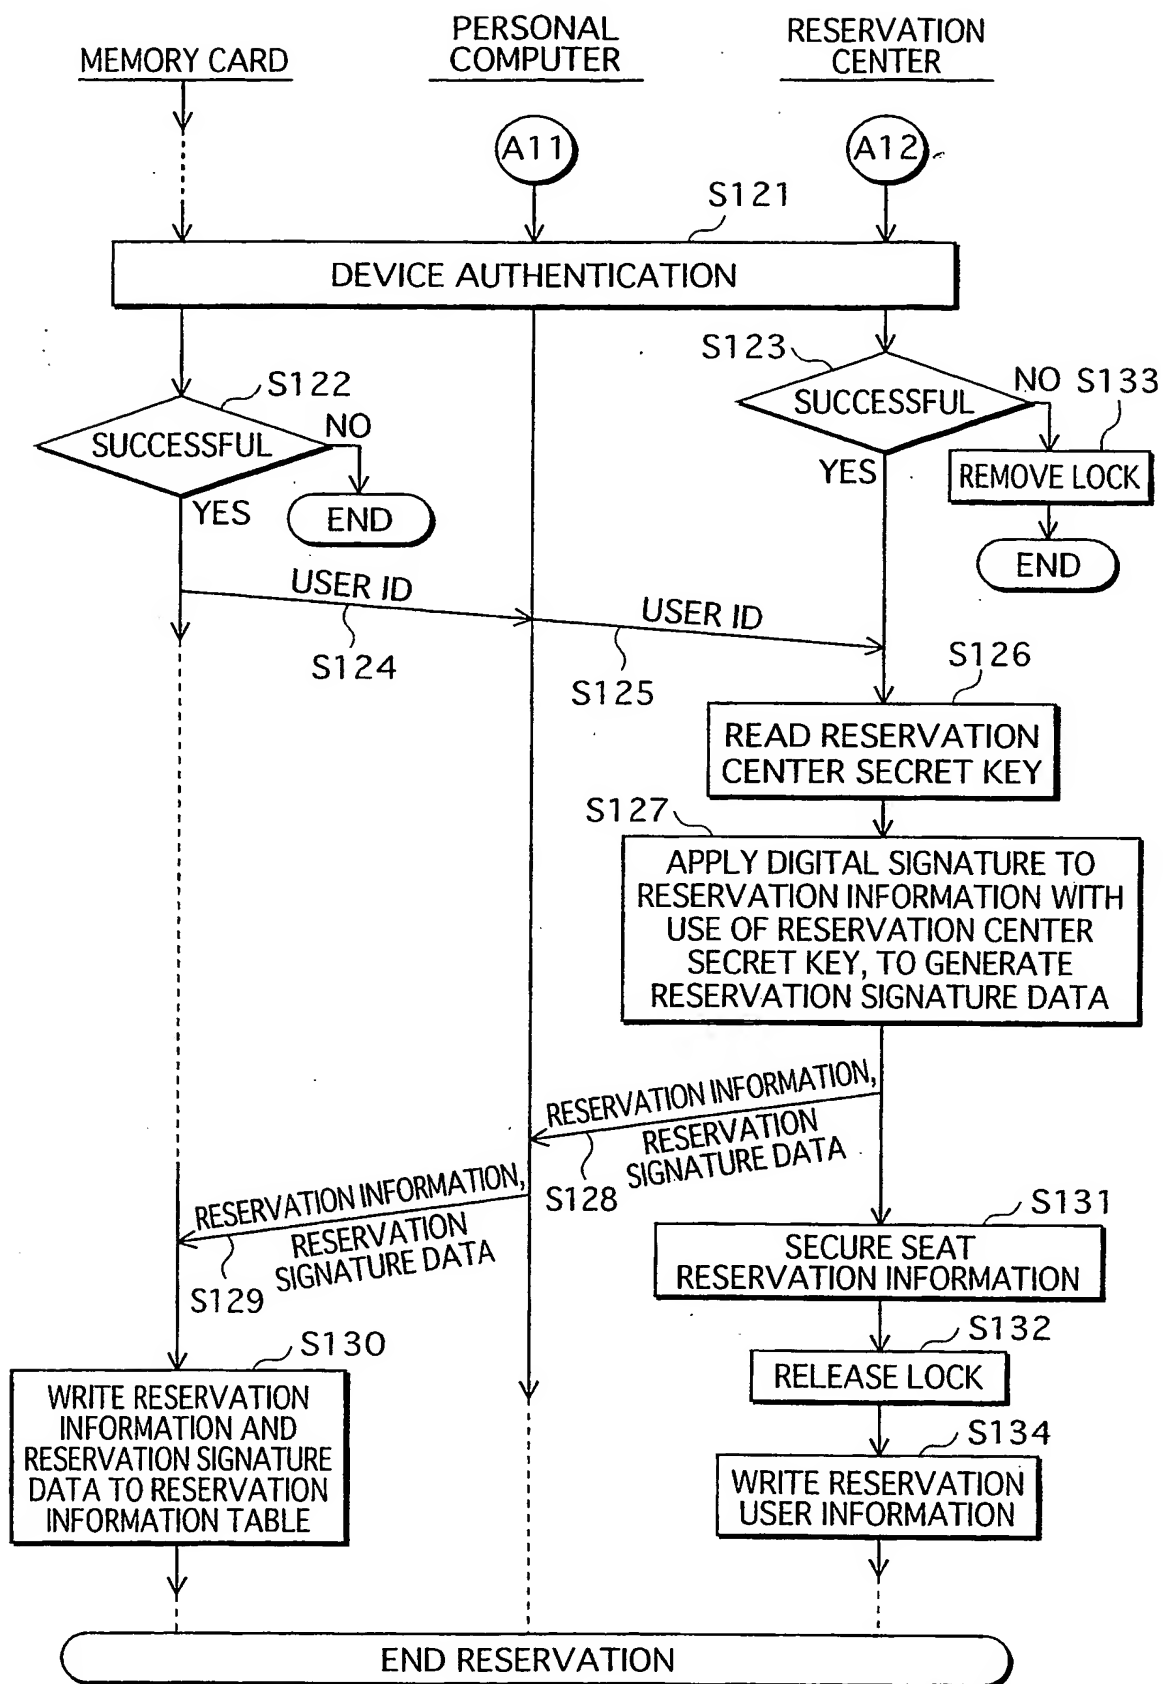 MEMORY CARD
PERSONAL
COMPUTER
RESERVATION
CENTER
A11
A12
S121
DEVICE AUTHENTICATION
S122
SUCCESSFUL
NO
YES
END
S123
SUCCESSFUL
NO
S133
YES
REMOVE LOCK
END
USER ID
S124
USER ID
S125
S126
READ RESERVATION
CENTER SECRET KEY
S127
APPLY DIGITAL SIGNATURE TO
RESERVATION INFORMATION WITH
USE OF RESERVATION CENTER
SECRET KEY, TO GENERATE
RESERVATION SIGNATURE DATA
RESERVATION INFORMATION,
RESERVATION
SIGNATURE DATA
S128
RESERVATION INFORMATION,
RESERVATION
SIGNATURE DATA
S129
S131
SECURE SEAT
RESERVATION INFORMATION
S130
WRITE RESERVATION
INFORMATION AND
RESERVATION SIGNATURE
DATA TO RESERVATION
INFORMATION TABLE
S132
RELEASE LOCK
S134
WRITE RESERVATION
USER INFORMATION
END RESERVATION